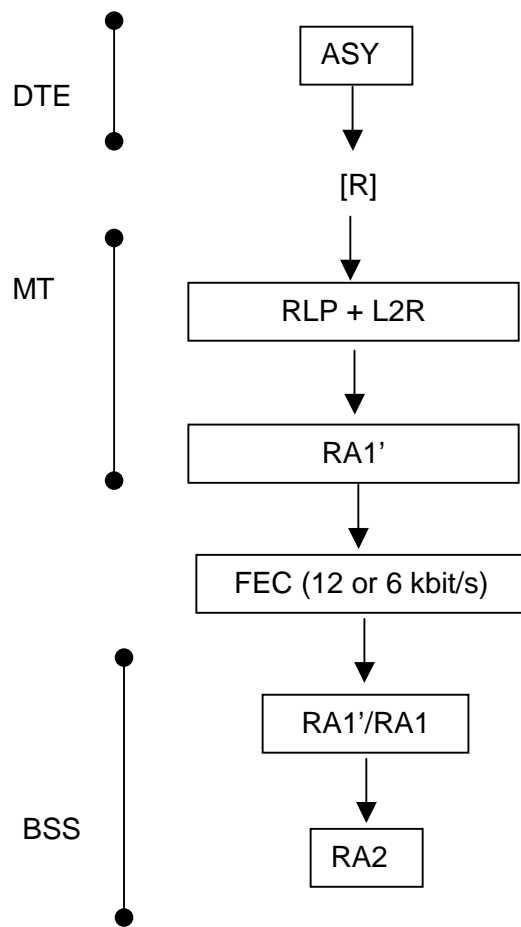 ASY
DTE
[R]
MT
RLP + L2R
RA1’
FEC (12 or 6 kbit/s)
RA1’/RA1
BSS
RA2